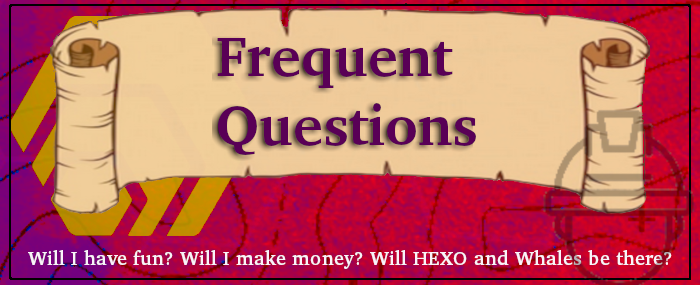 Frequent
Questions
Will I have fun? Will I make money? Will HEXO and Whales be there?